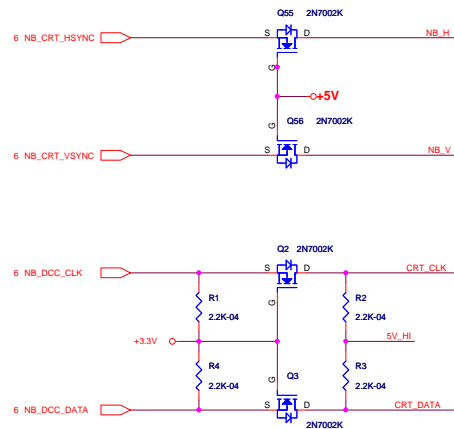 Q55 2N7002K
6 NB_CRT_HSYNC S D NB_H
G
+5V
G
Q56 2N7002K
6 NB_CRT_VSYNC S D NB_V
Q2 2N7002K
6 NB_DCC_CLK S D CRT_CLK
R1 G R2
2.2K-04 2.2K-04
+3.3V 5V_HI
R4 G Q3 R3
2.2K-04 2.2K-04
6 NB_DCC_DATA S D CRT_DATA
2N7002K